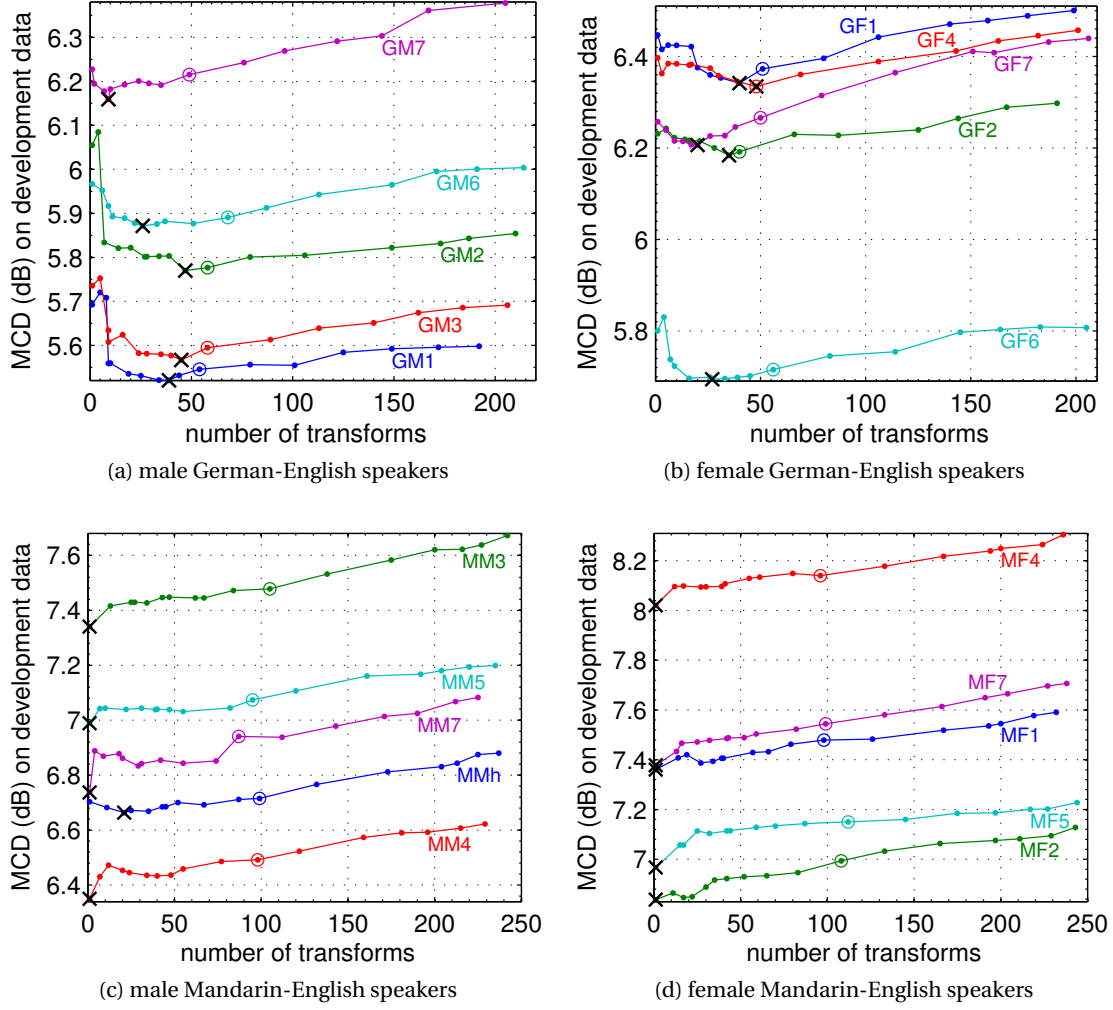 MCD (dB) on development data
6.3
6.2
6.1
6
5.9
5.8
5.7
5.6
GM7
GM6
GM2
GM3
GM1
0 50 100 150 200
number of transforms
(a) male German-English speakers
MCD (dB) on development data
6.4
6.2
6
5.8
GF1
GF4
GF7
GF2
GF6
0 50 100 150 200
number of transforms
(b) female German-English speakers
MCD (dB) on development data
7.6
7.4
7.2
7
6.8
6.6
6.4
MM3
MM5
MM7
MMh
MM4
0 50 100 150 200 250
number of transforms
(c) male Mandarin-English speakers
MCD (dB) on development data
8.2
8
7.8
7.6
7.4
7.2
7
MF4
MF7
MF1
MF5
MF2
0 50 100 150 200 250
number of transforms
(d) female Mandarin-English speakers